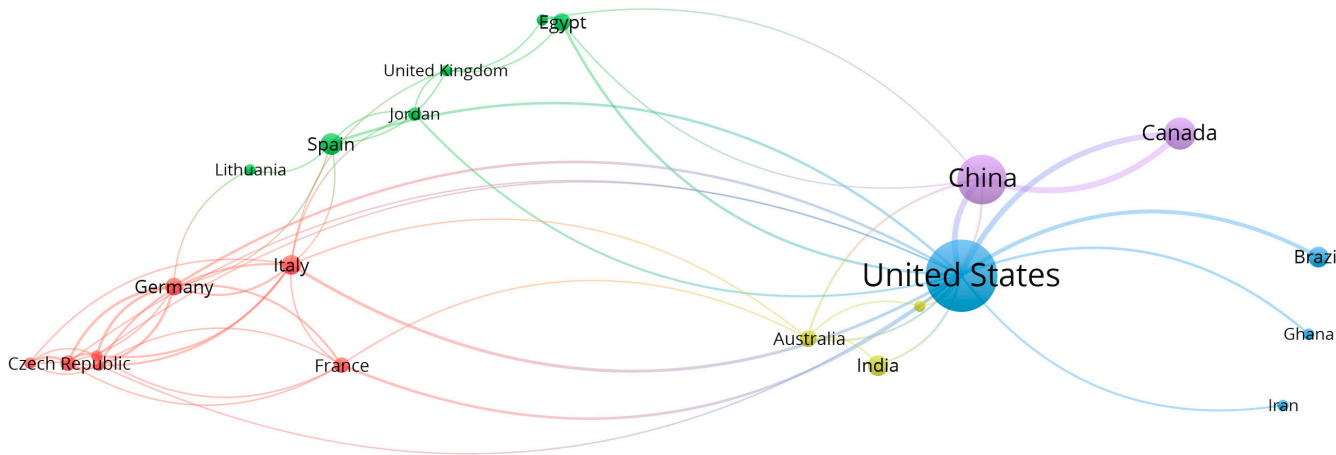 Egypt
United Kingdom
Jordan
Canada
Spain
Lithuania
China
Brazi
Italy
United States
Germany
Ghana
Australia
Czech Republic
France
India
Iran